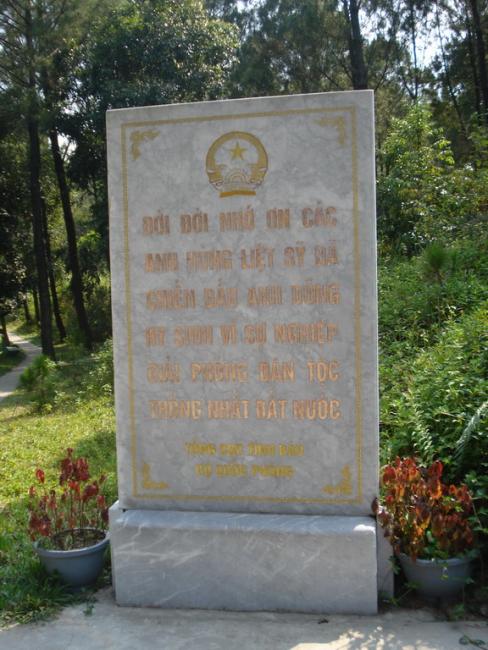 ĐỜI ĐỜI NHỚ ƠN CÁC
ANH HÙNG LIỆT SỸ ĐÃ
CHIẾN ĐẤU ANH DŨNG
HY SINH VÌ SỰ NGHIỆP
GIẢI PHÓNG DÂN TỘC
THỐNG NHẤT ĐẤT NƯỚC
TỔNG CỤC TÌNH BÁO
BỘ QUỐC PHÒNG